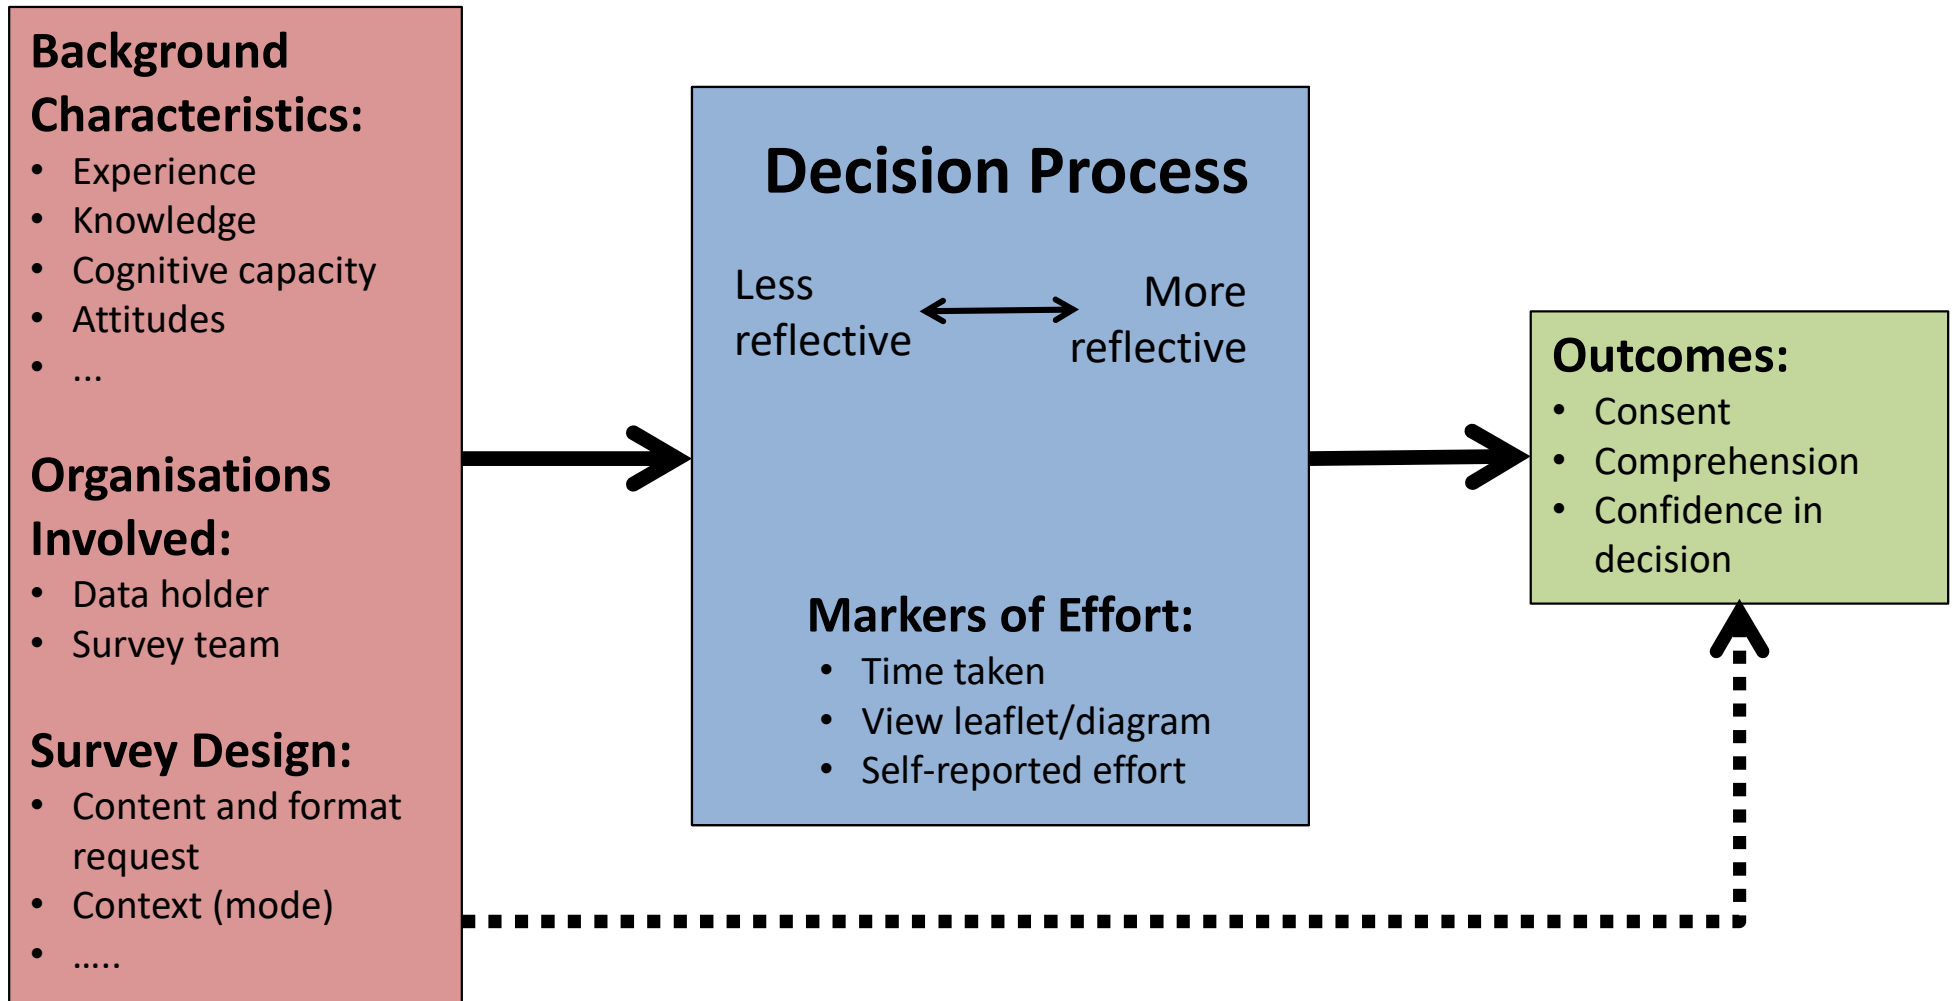 Background
Characteristics:
• Experience
• Knowledge
• Cognitive capacity
• Attitudes
• ...
Organisations
Involved:
• Data holder
• Survey team
Survey Design:
• Content and format
request
• Context (mode)
• .....
Decision Process
Less
reflective
More
reflective
Markers of Effort:
• Time taken
• View leaflet/diagram
• Self-reported effort
Outcomes:
• Consent
• Comprehension
• Confidence in
decision